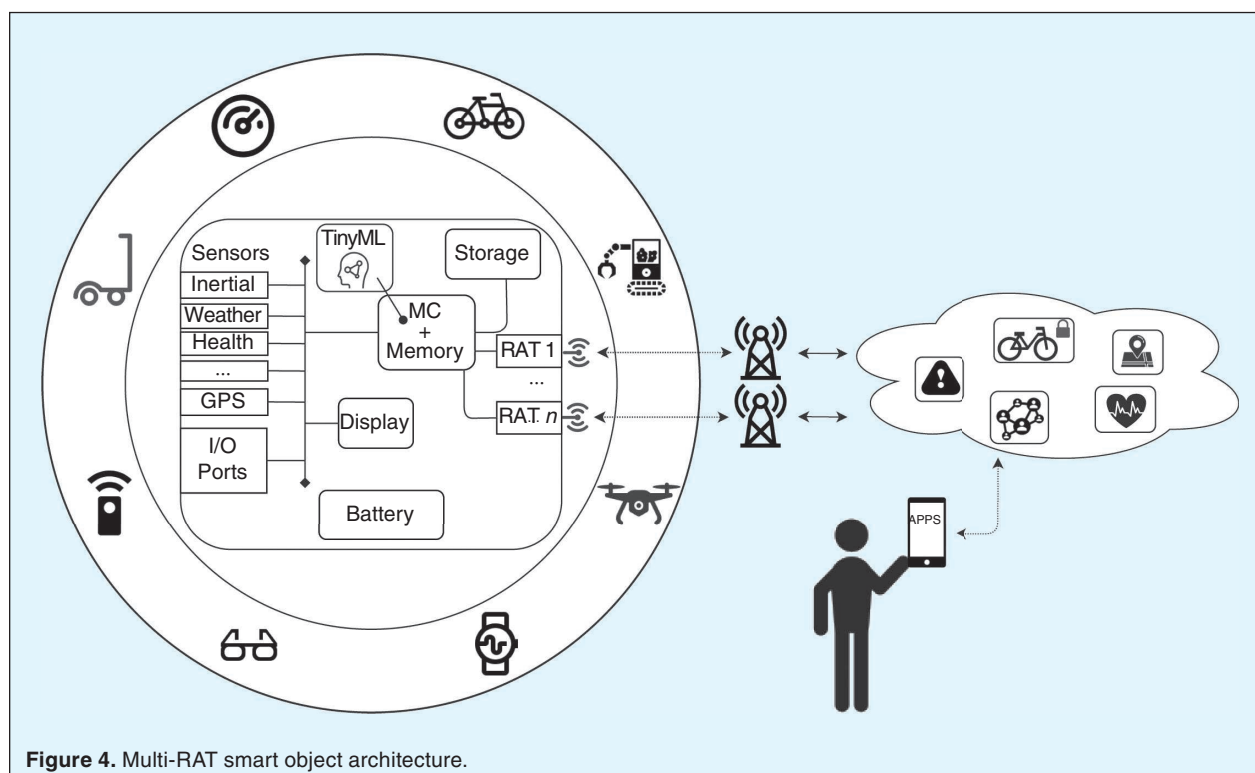 Sensors
Inertial
Weather
Health
...
GPS
I/O
Ports
TinyML
Storage
MC
+
Memory
RAT 1
...
RA.T. n
Display
Battery
APPS
Figure 4. Multi-RAT smart object architecture.